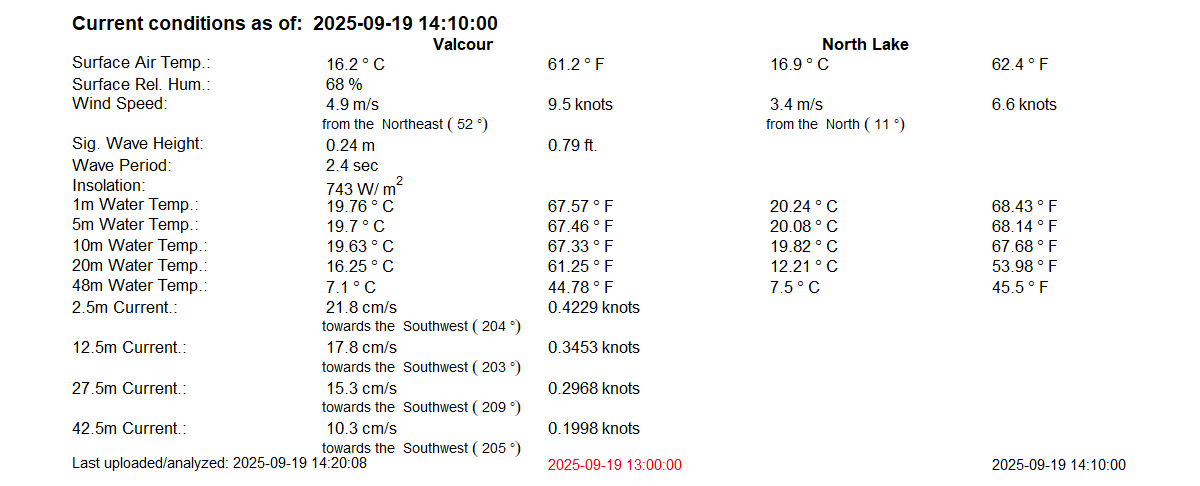 Current conditions as of: 2025-09-19 14:10:00
Valcour North Lake
Surface Air Temp.: 16.2 ° C 61.2 ° F 16.9 ° C 62.4 ° F
Surface Rel. Hum.: 68 %
Wind Speed: 4.9 m/s 9.5 knots 3.4 m/s 6.6 knots
from the Northeast ( 52 °) from the North ( 11 °)
Sig. Wave Height: 0.24 m 0.79 ft.
Wave Period: 2.4 sec
Insolation: 743 W/ m2
1m Water Temp.: 19.76 ° C 67.57 ° F 20.24 ° C 68.43 ° F
5m Water Temp.: 19.7 ° C 67.46 ° F 20.08 ° C 68.14 ° F
10m Water Temp.: 19.63 ° C 67.33 ° F 19.82 ° C 67.68 ° F
20m Water Temp.: 16.25 ° C 61.25 ° F 12.21 ° C 53.98 ° F
48m Water Temp.: 7.1 ° C 44.78 ° F 7.5 ° C 45.5 ° F
2.5m Current.: 21.8 cm/s 0.4229 knots
towards the Southwest ( 204 °)
12.5m Current.: 17.8 cm/s 0.3453 knots
towards the Southwest ( 203 °)
27.5m Current.: 15.3 cm/s 0.2968 knots
towards the Southwest ( 209 °)
42.5m Current.: 10.3 cm/s 0.1998 knots
towards the Southwest ( 205 °)
Last uploaded/analyzed: 2025-09-19 14:20:08 2025-09-19 13:00:00 2025-09-19 14:10:00